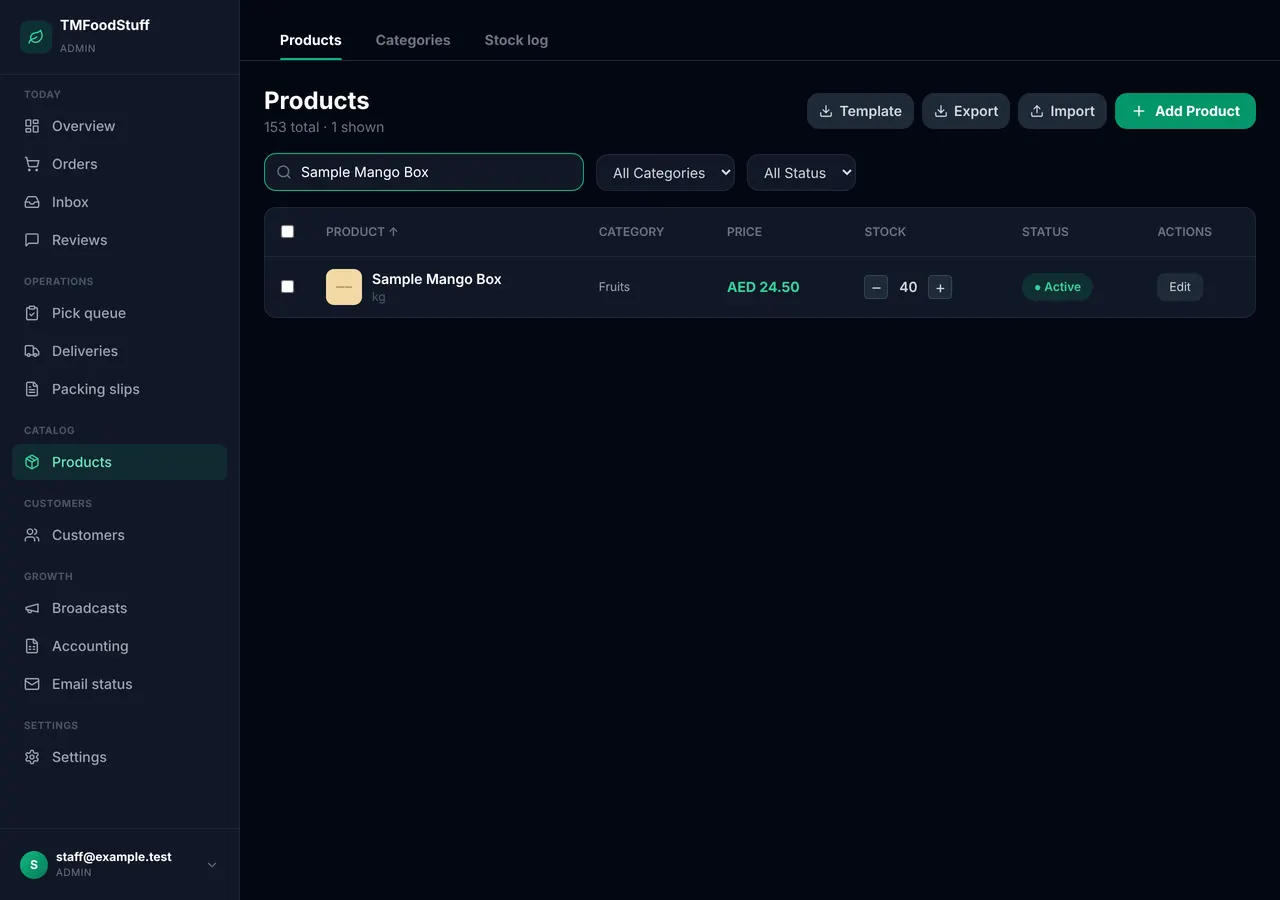 TMFoodStuff
ADMIN
TODAY
Overview
Orders
Inbox
Reviews
OPERATIONS
Pick queue
Deliveries
Packing slips
CATALOG
Products
CUSTOMERS
Customers
GROWTH
Broadcasts
Accounting
Email status
SETTINGS
Settings
S
staff@example.test
ADMIN
Products Categories Stock log
Products
153 total · 1 shown
Template Export Import + Add Product
Sample Mango Box All Categories All Status
PRODUCT ↑ CATEGORY PRICE STOCK STATUS ACTIONS
Sample Mango Box
kg
Fruits AED 24.50 − 40 + ● Active Edit